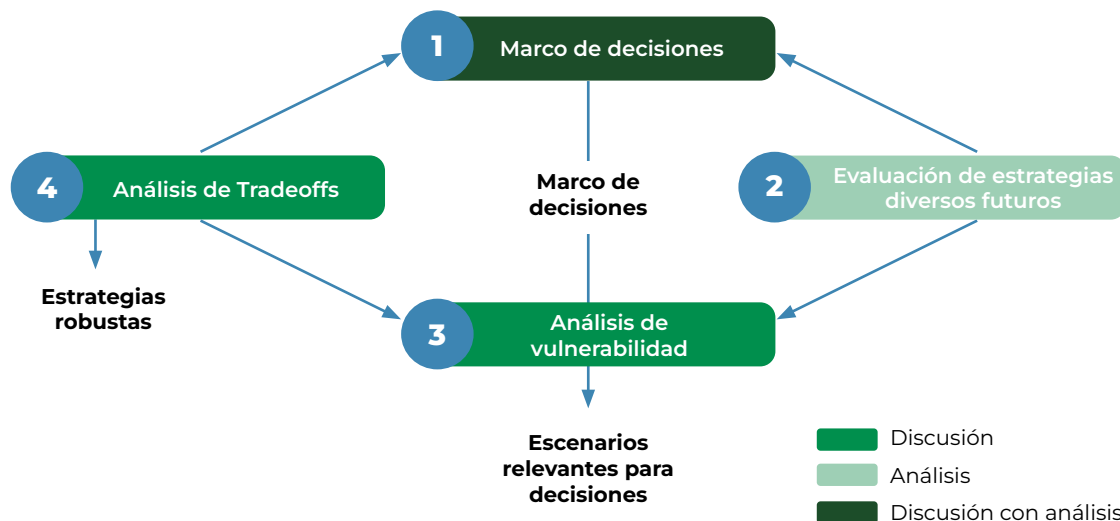 1
Marco de decisiones
4
Análisis de Tradeoffs
Marco de
decisiones
2
Evaluación de estrategias
diversos futuros
Estrategias
robustas
3
Análisis de
vulnerabilidad
Escenarios
relevantes para
decisiones
Discusión
Análisis
Discusión con análisis